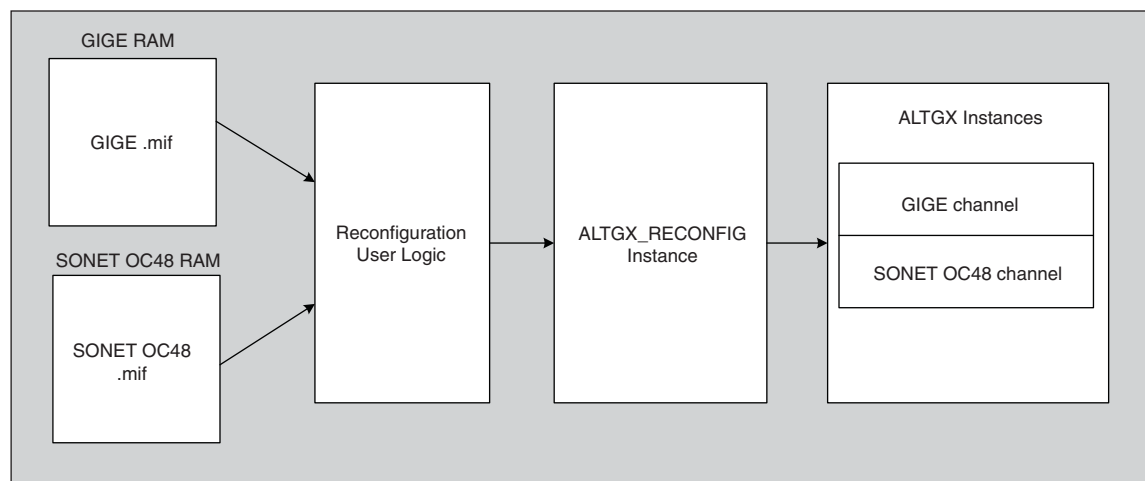 GIGE RAM
GIGE .mif
SONET OC48 RAM
SONET OC48
.mif
Reconfiguration
User Logic
ALTGX_RECONFIG
Instance
ALTGX Instances
GIGE channel
SONET OC48 channel